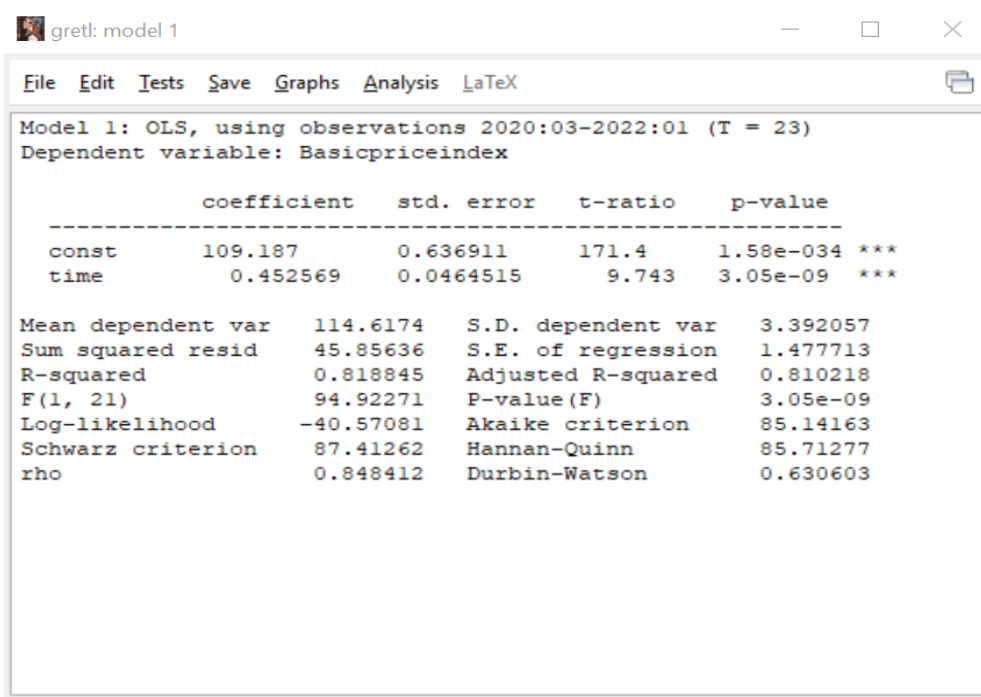 gretl: model 1
File Edit Tests Save Graphs Analysis LaTeX
Model 1: OLS, using observations 2020:03-2022:01 (T = 23)
Dependent variable: Basicpriceindex
coefficient std. error t-ratio p-value
---------------------------------------------------------
const 109.187 0.636911 171.4 1.58e-034 ***
time 0.452569 0.0464515 9.743 3.05e-09 ***
Mean dependent var 114.6174 S.D. dependent var 3.392057
Sum squared resid 45.85636 S.E. of regression 1.477713
R-squared 0.818845 Adjusted R-squared 0.810218
F(1, 21) 94.92271 P-value(F) 3.05e-09
Log-likelihood -40.57081 Akaike criterion 85.14163
Schwarz criterion 87.41262 Hannan-Quinn 85.71277
rho 0.848412 Durbin-Watson 0.630603